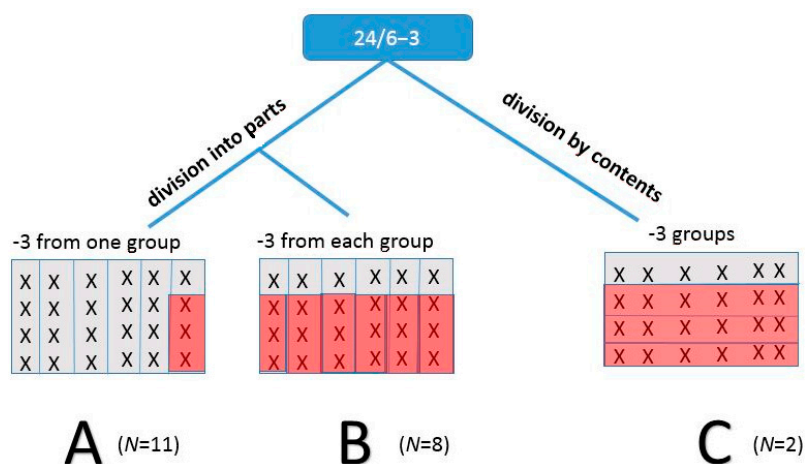 24/6–3
division into parts
division by contents
-3 from one group
-3 from each group
-3 groups
X X X X X X
X X X X X X
X X X X X X
X X X X X X
X X X X X X
X X X X X X
X X X X X X
X X X X X X
X X X X X X
X X X X X X
X X X X X X
X X X X X X
A (N=11)
B (N=8)
C (N=2)